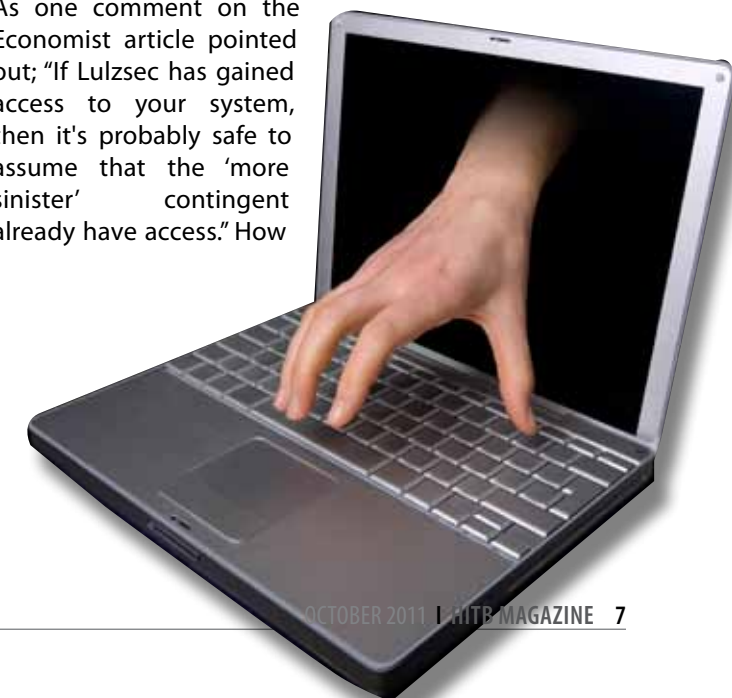 As one comment on the
Economist article pointed
out; “If Lulzsec has gained
access to your system,
then it's probably safe to
assume that the ‘more
sinister’ contingent
already have access.” How
OCTOBER 2011 I HITB MAGAZINE 7